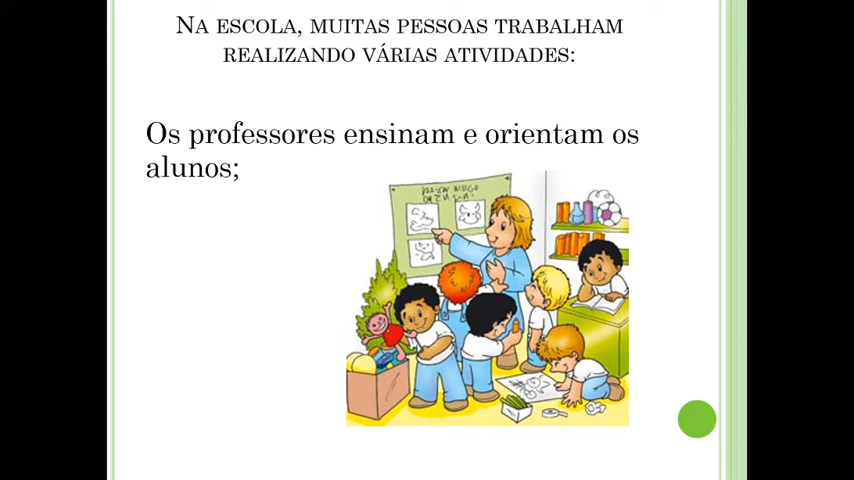 Na escola, muitas pessoas trabalham
realizando várias atividades:
Os professores ensinam e orientam os
alunos;